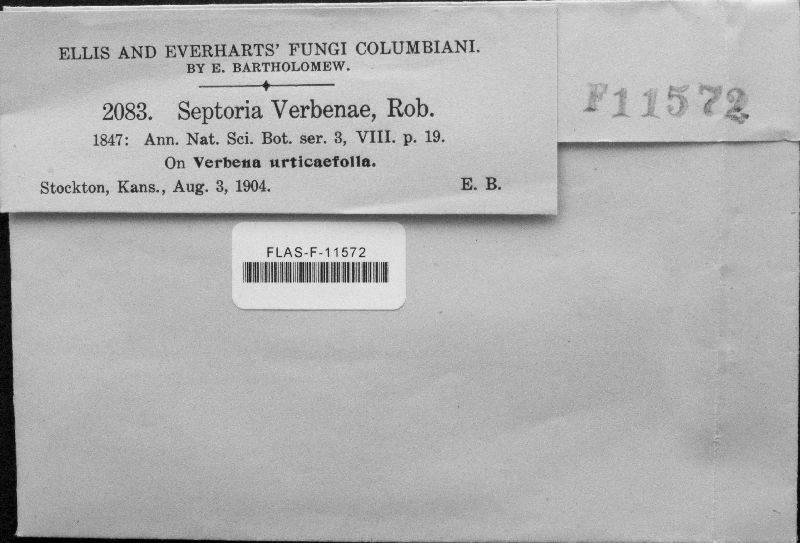 ELLIS AND EVERHARTS' FUNGI COLUMBIANI.
BY E. BARTHOLOMEW.
2083. Septoria Verbenae, Rob.
1847: Ann. Nat. Sci. Bot. ser. 3, VIII. p. 19.
On Verbena urticaefolia.
Stockton, Kans., Aug. 3, 1904. E. B.
F11572
FLAS-F-11572